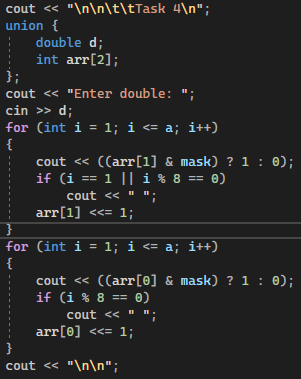 cout << "\n\n\t\tTask 4\n";
union {
    double d;
    int arr[2];
};
cout << "Enter double: ";
cin >> d;
for (int i = 1; i <= a; i++)
{
    cout << ((arr[1] & mask) ? 1 : 0);
    if (i == 1 || i % 8 == 0)
        cout << " ";
    arr[1] <<= 1;
}
for (int i = 1; i <= a; i++)
{
    cout << ((arr[0] & mask) ? 1 : 0);
    if (i % 8 == 0)
        cout << " ";
    arr[0] <<= 1;
}
cout << "\n\n";